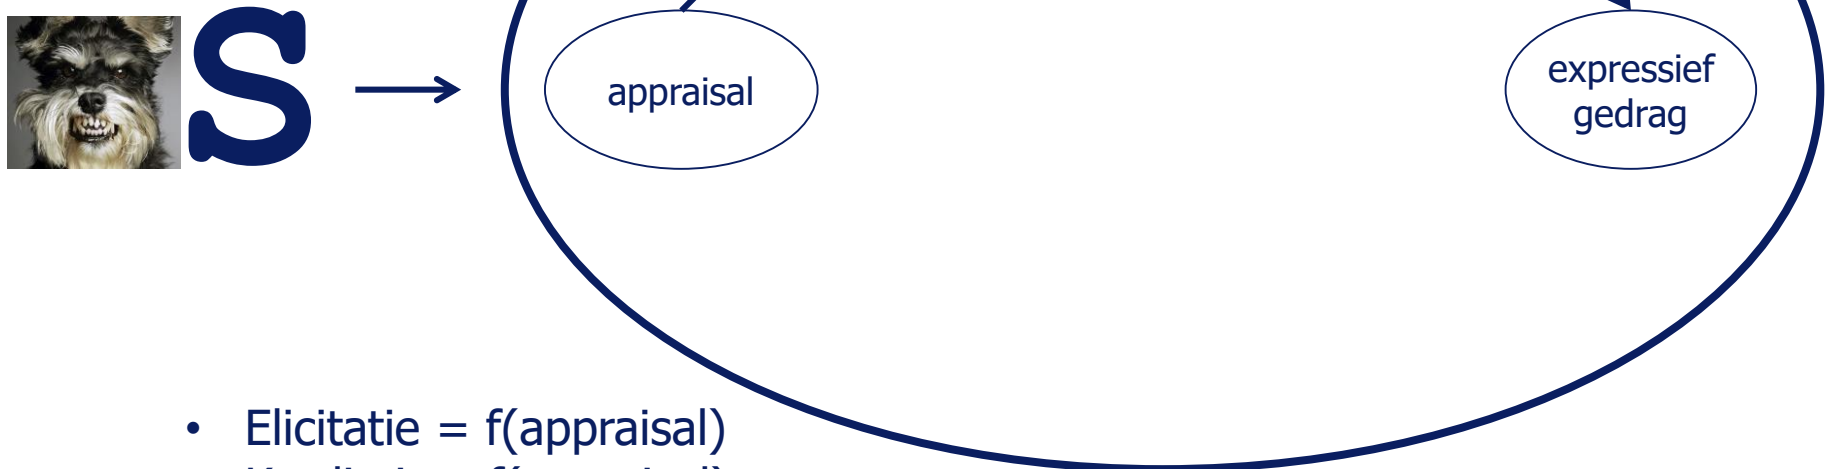 S
appraisal
expressief
gedrag
• Elicitatie = f(appraisal)